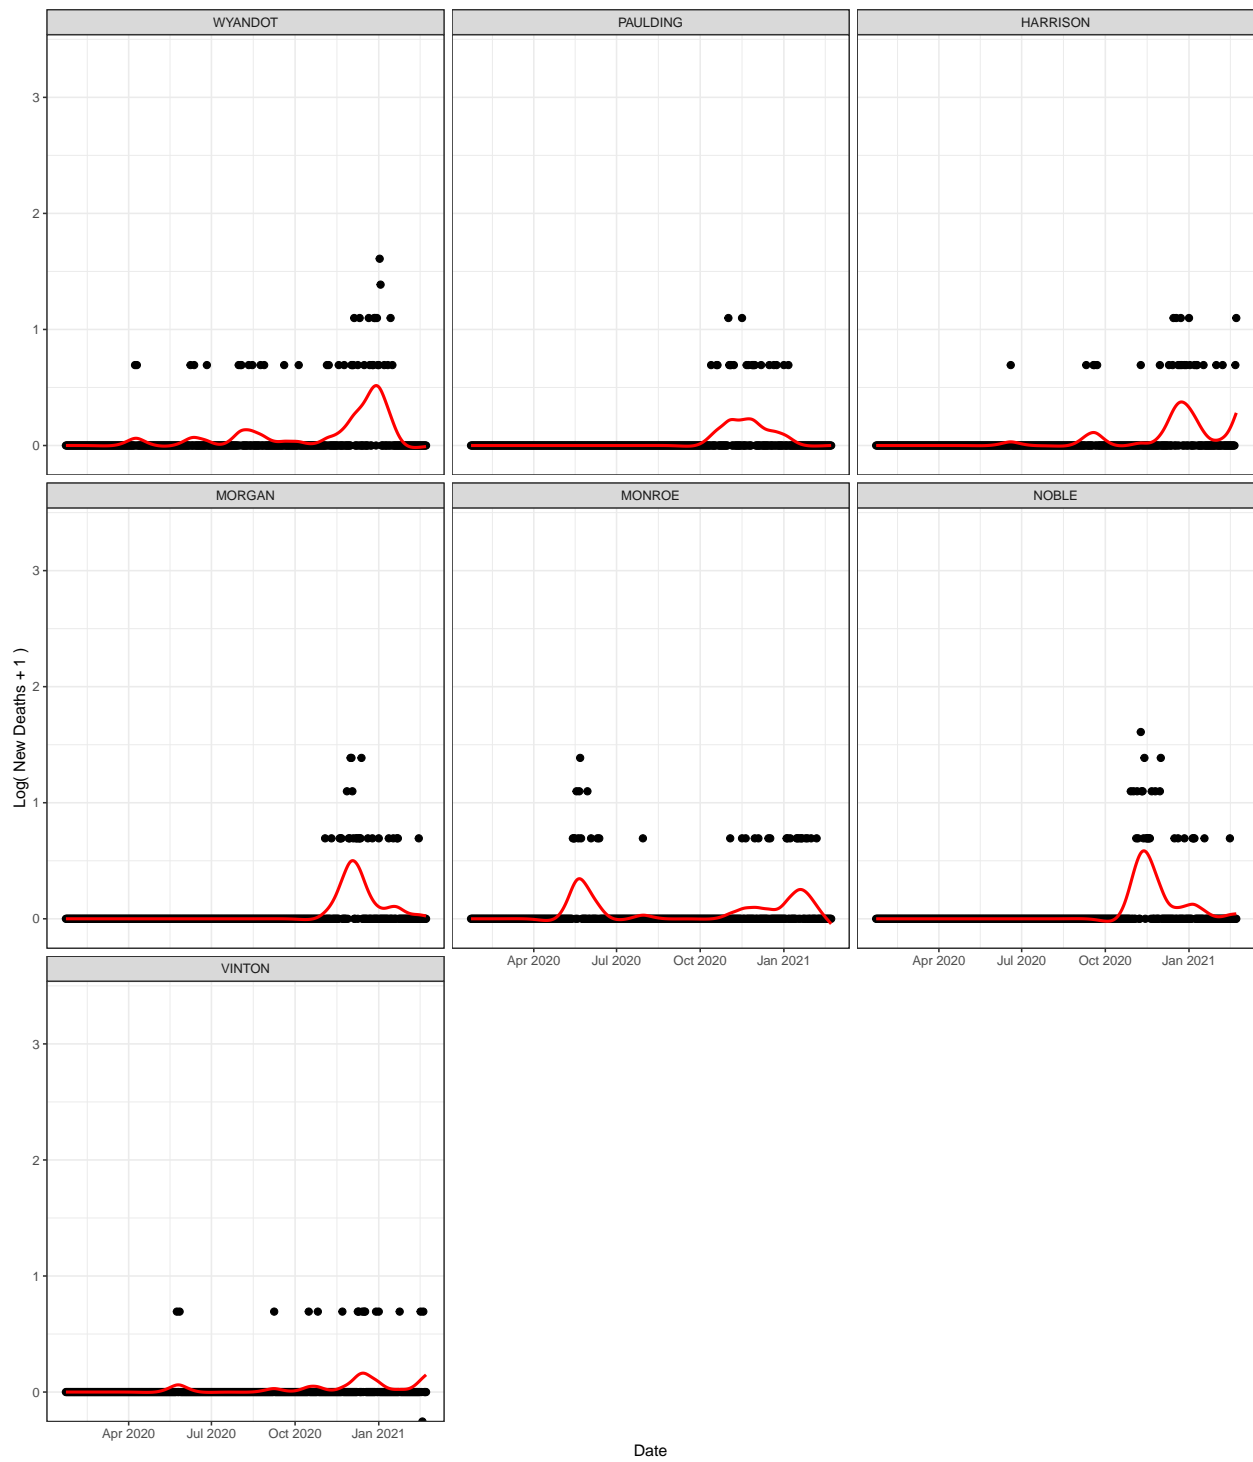 WYANDOT PAULDING HARRISON
3
2
1
0
MORGAN MONROE NOBLE
3
2
1
0
Apr 2020 Jul 2020 Oct 2020 Jan 2021 Apr 2020 Jul 2020 Oct 2020 Jan 2021
VINTON
3
2
1
0
Apr 2020 Jul 2020 Oct 2020 Jan 2021
Date
Log( New Deaths + 1 )